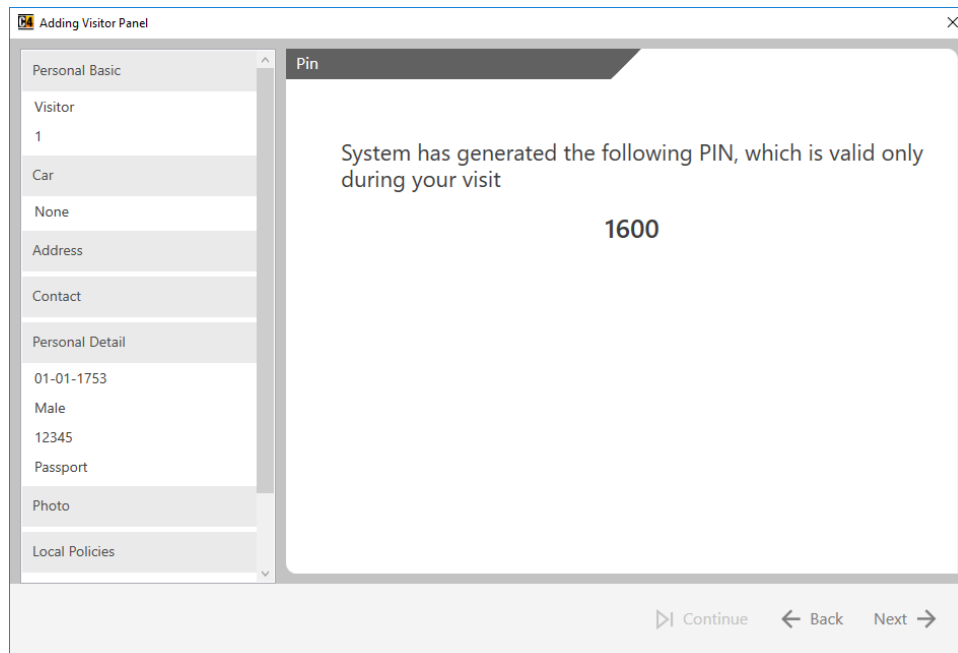 C4 Adding Visitor Panel
Personal Basic
Visitor
1
Car
None
Address
Contact
Personal Detail
01-01-1753
Male
12345
Passport
Photo
Local Policies
Pin
System has generated the following PIN, which is valid only
during your visit
1600
Continue
Back
Next